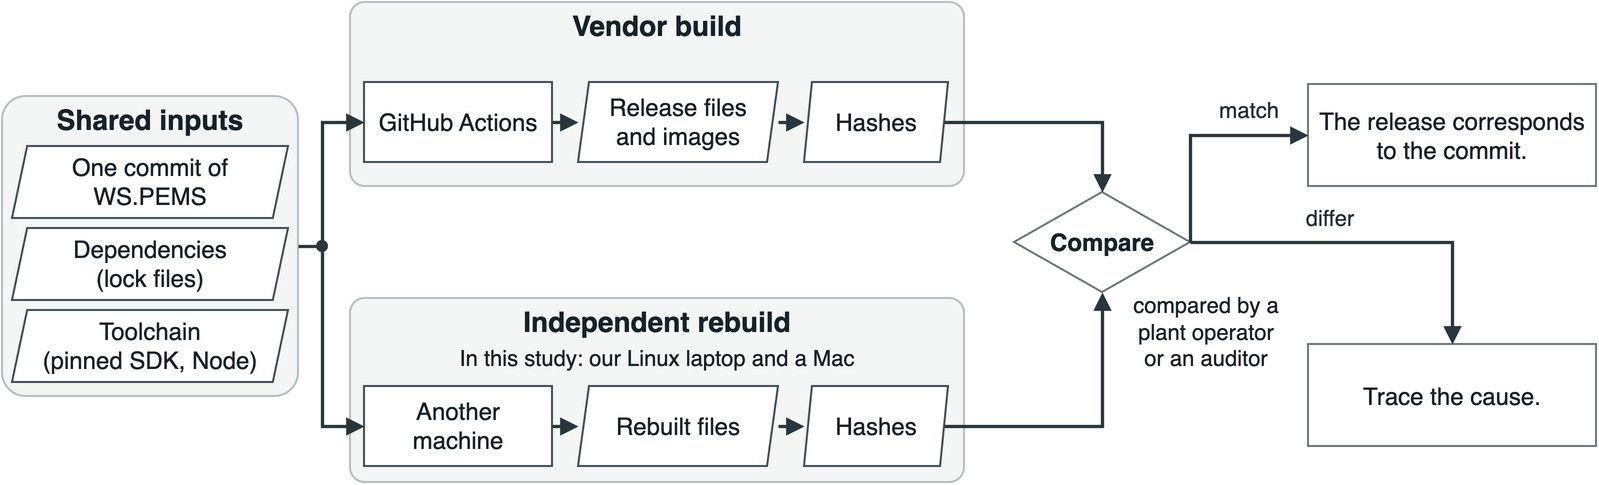 Shared inputs
One commit of
WS.PEMS
Dependencies
(lock files)
Toolchain
(pinned SDK, Node)
Vendor build
GitHub Actions
Release files
and images
Hashes
Independent rebuild
In this study: our Linux laptop and a Mac
Another
machine
Rebuilt files
Hashes
Compare
compared by a
plant operator
or an auditor
match
The release corresponds
to the commit.
differ
Trace the cause.